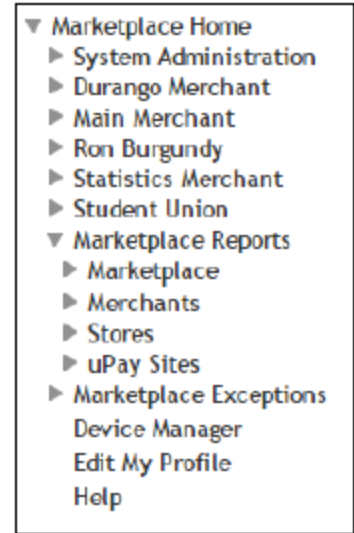 Marketplace Home
System Administration
Durango Merchant
Main Merchant
Ron Burgundy
Statistics Merchant
Student Union
Marketplace Reports
Marketplace
Merchants
Stores
uPay Sites
Marketplace Exceptions
Device Manager
Edit My Profile
Help